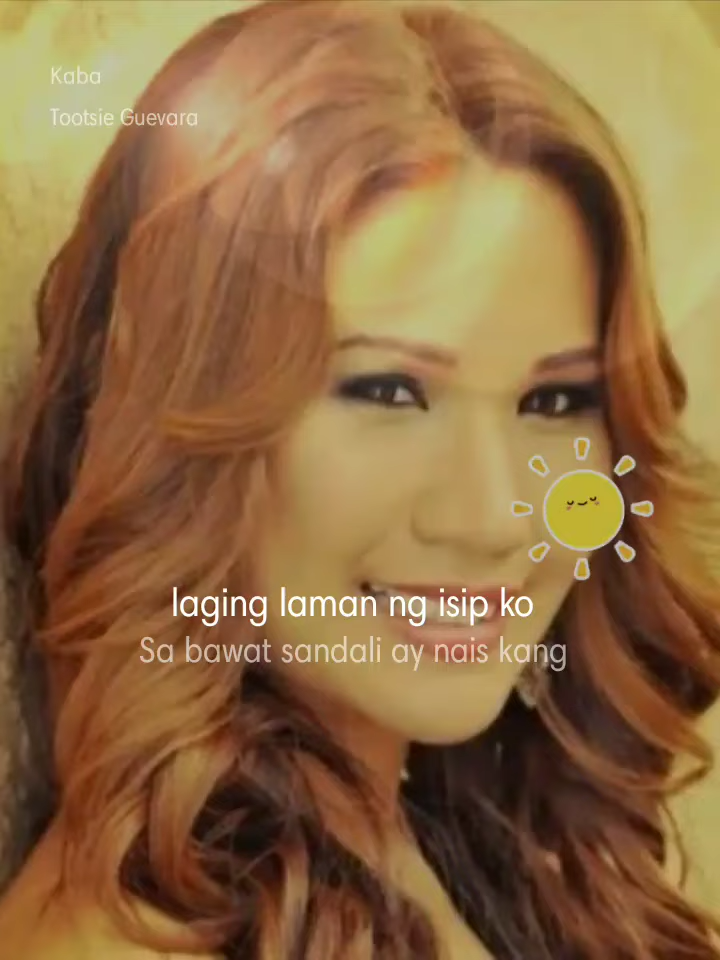 Kaba
Tootsie Guevara
laging laman ng isip ko
Sa bawat sandali ay nais kang